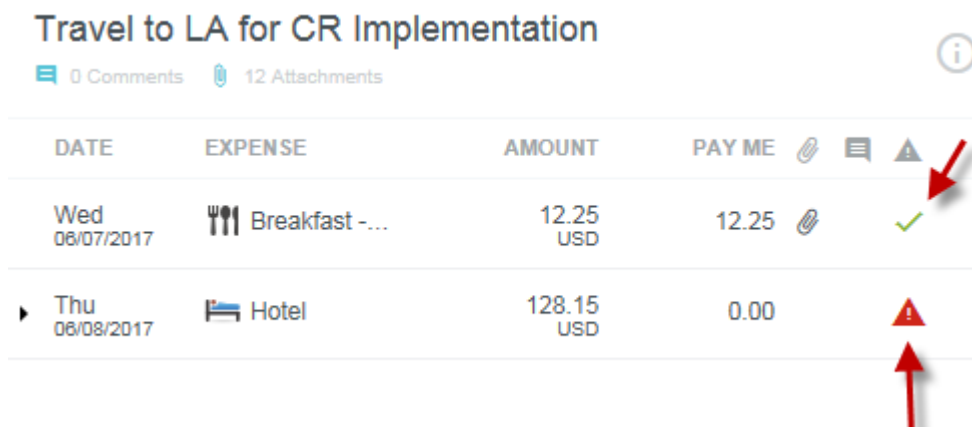 Travel to LA for CR Implementation
0 Comments 12 Attachments
DATE EXPENSE AMOUNT PAY ME
Wed Breakfast -... 12.25 12.25
06/07/2017 USD
Thu Hotel 128.15 0.00
06/08/2017 USD